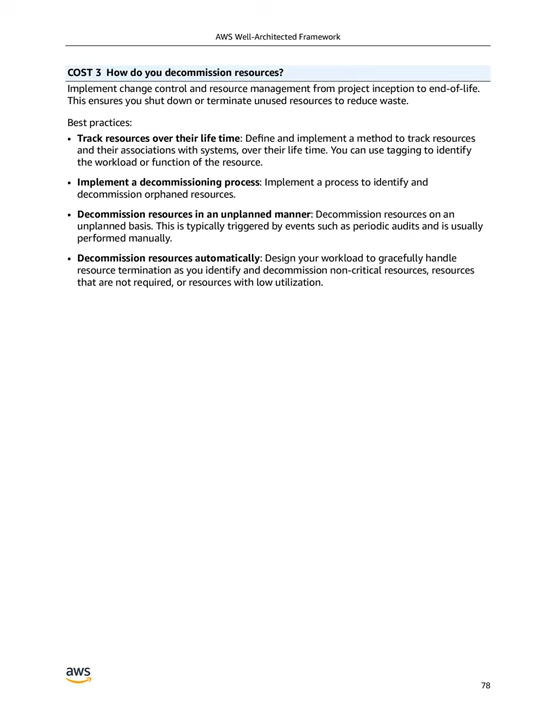 AWS Well-Architected Framework
COST 3 How do you decommission resources?
Implement change control and resource management from project inception to end-of-life.
This ensures you shut down or terminate unused resources to reduce waste.
Best practices:
• Track resources over their life time: Define and implement a method to track resources
and their associations with systems, over their life time. You can use tagging to identify
the workload or function of the resource.
• Implement a decommissioning process: Implement a process to identify and
decommission orphaned resources.
• Decommission resources in an unplanned manner: Decommission resources on an
unplanned basis. This is typically triggered by events such as periodic audits and is usually
performed manually.
• Decommission resources automatically: Design your workload to gracefully handle
resource termination as you identify and decommission non-critical resources, resources
that are not required, or resources with low utilization.
aws
78